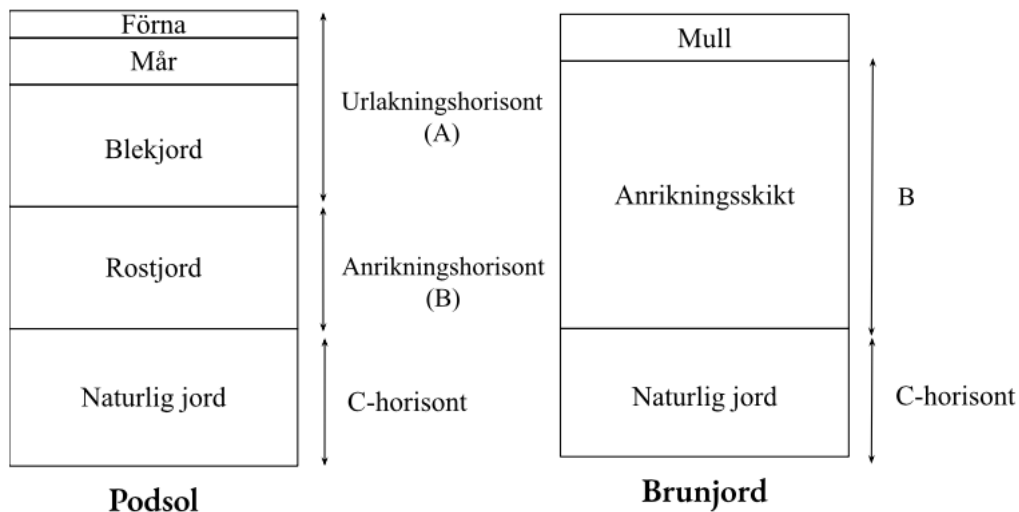 Förna
Mår
Blekjord
Rostjord
Naturlig jord
Urlakningshorisont
(A)
Anrikningshorisont
(B)
C-horisont
Podsol
Mull
Anrikningsskikt
Naturlig jord
B
C-horisont
Brunjord